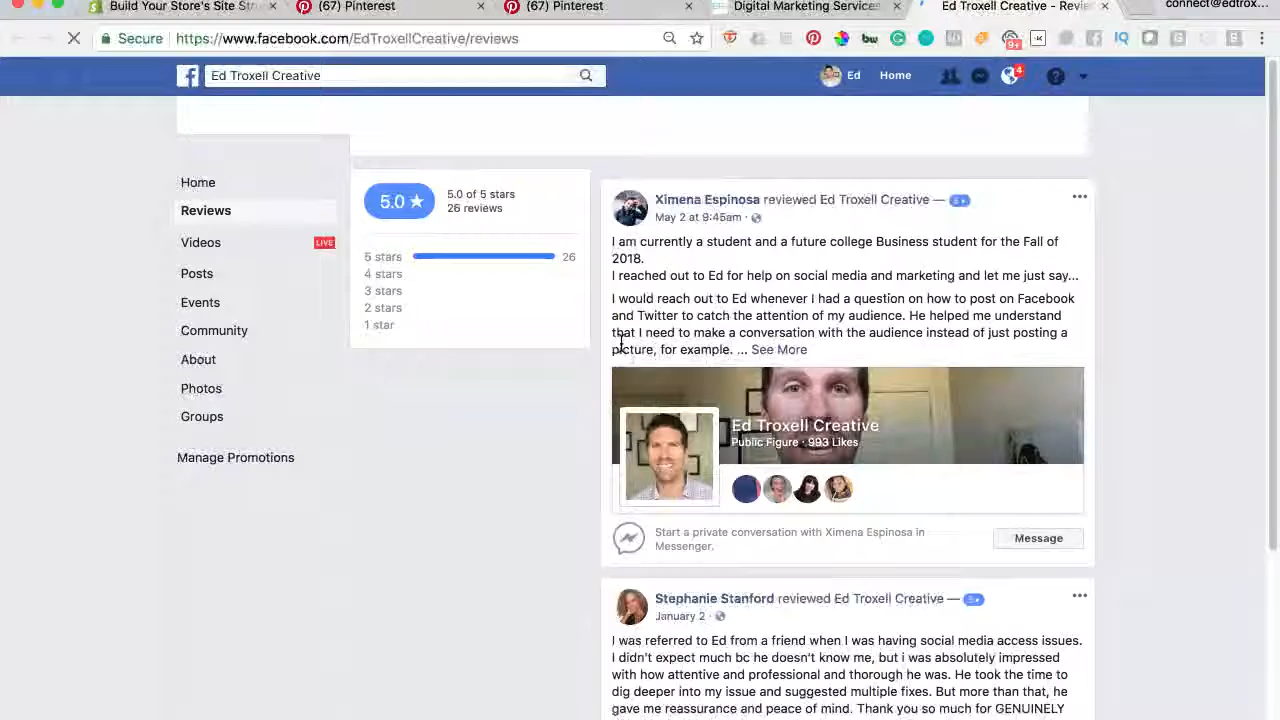 Build Your Store's Site Stru
(67) Pinterest
(67) Pinterest
Digital Marketing Services
Ed Troxell Creative - Revie
connect@edtrox...
Secure
https://www.facebook.com/EdTroxellCreative/reviews
bw
9+
IQ
Ed Troxell Creative
Ed
Home
4
Home
Reviews
Videos
LIVE
Posts
Events
Community
About
Photos
Groups
Manage Promotions
5.0 ★
5.0 of 5 stars
26 reviews
5 stars
26
4 stars
3 stars
2 stars
1 star
Ximena Espinosa reviewed Ed Troxell Creative — 5★
May 2 at 9:45am
I am currently a student and a future college Business student for the Fall of
2018.
I reached out to Ed for help on social media and marketing and let me just say...
I would reach out to Ed whenever I had a question on how to post on Facebook
and Twitter to catch the attention of my audience. He helped me understand
that I need to make a conversation with the audience instead of just posting a
picture, for example. ... See More
Ed Troxell Creative
Public Figure · 993 Likes
Start a private conversation with Ximena Espinosa in
Messenger.
Message
Stephanie Stanford reviewed Ed Troxell Creative — 5★
January 2
I was referred to Ed from a friend when I was having social media access issues.
I didn't expect much bc he doesn't know me, but i was absolutely impressed
with how attentive and professional and thorough he was. He took the time to
dig deeper into my issue and suggested multiple fixes. But more than that, he
gave me reassurance and peace of mind. Thank you so much for GENUINELY